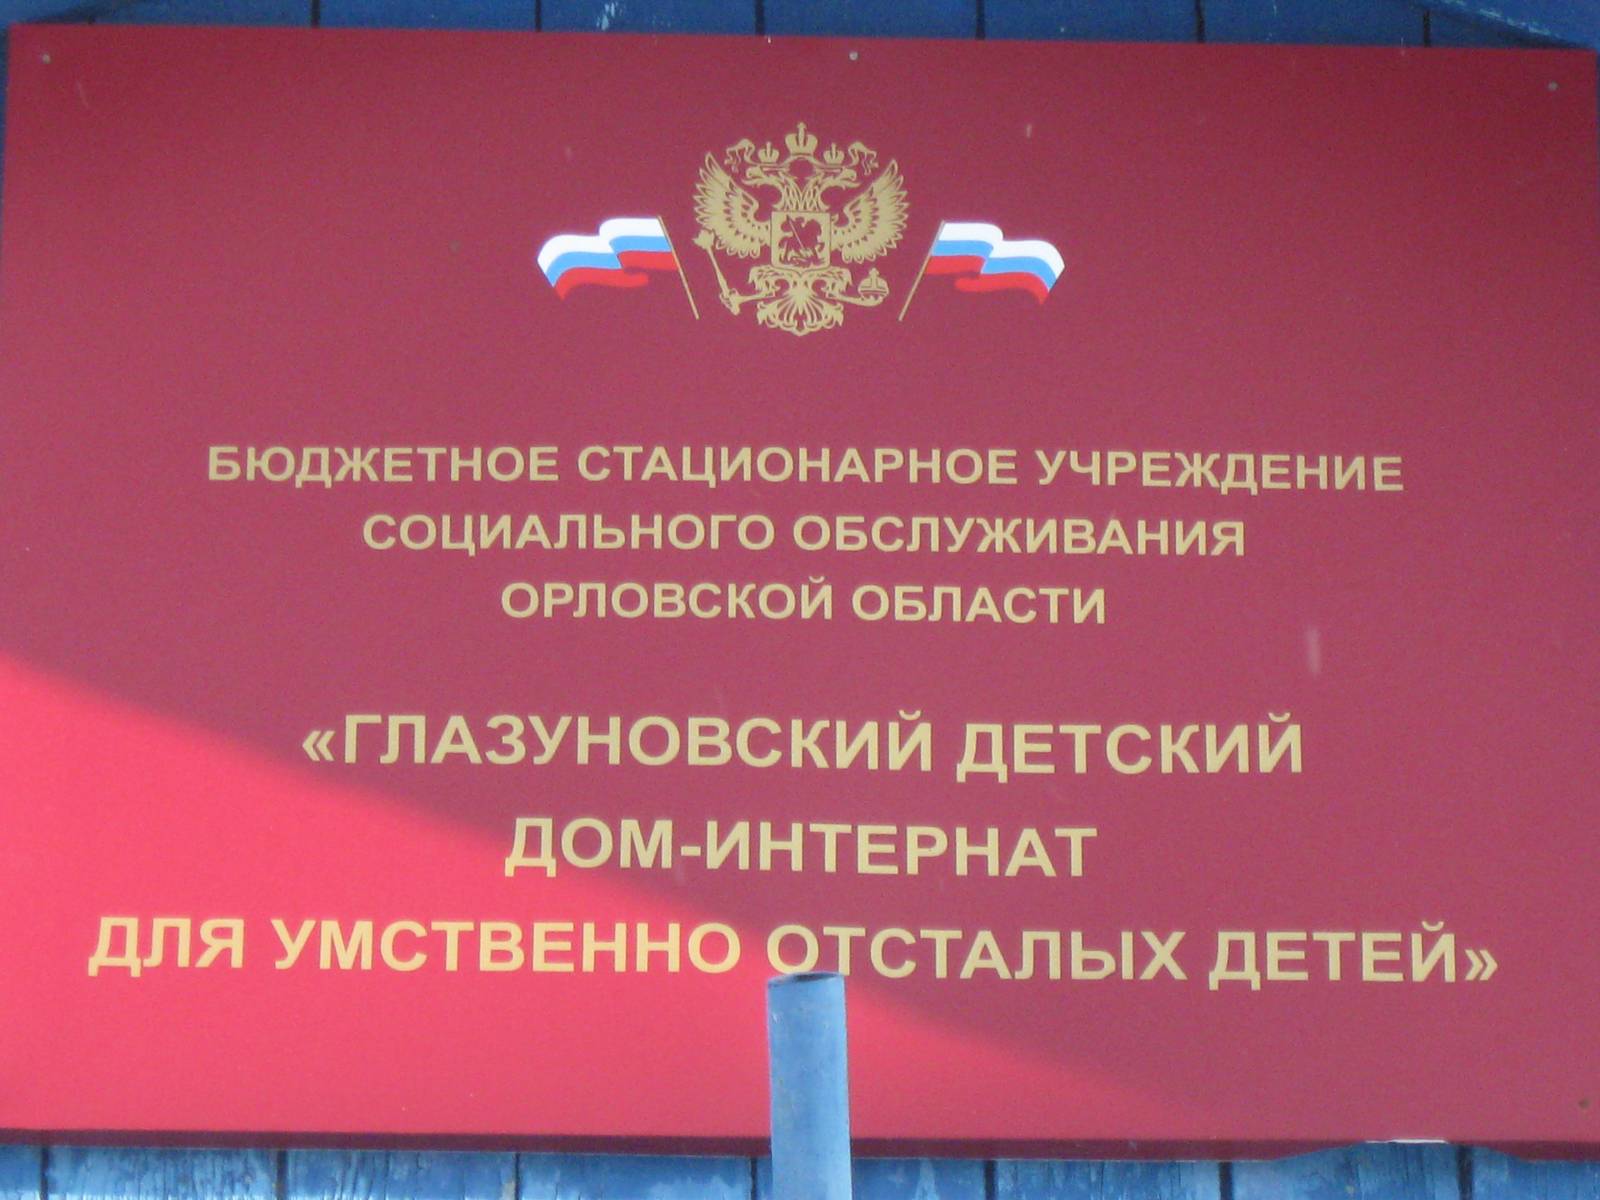 БЮДЖЕТНОЕ СТАЦИОНАРНОЕ УЧРЕЖДЕНИЕ
СОЦИАЛЬНОГО ОБСЛУЖИВАНИЯ
ОРЛОВСКОЙ ОБЛАСТИ
«ГЛАЗУНОВСКИЙ ДЕТСКИЙ
ДОМ-ИНТЕРНАТ
ДЛЯ УМСТВЕННО ОТСТАЛЫХ ДЕТЕЙ»